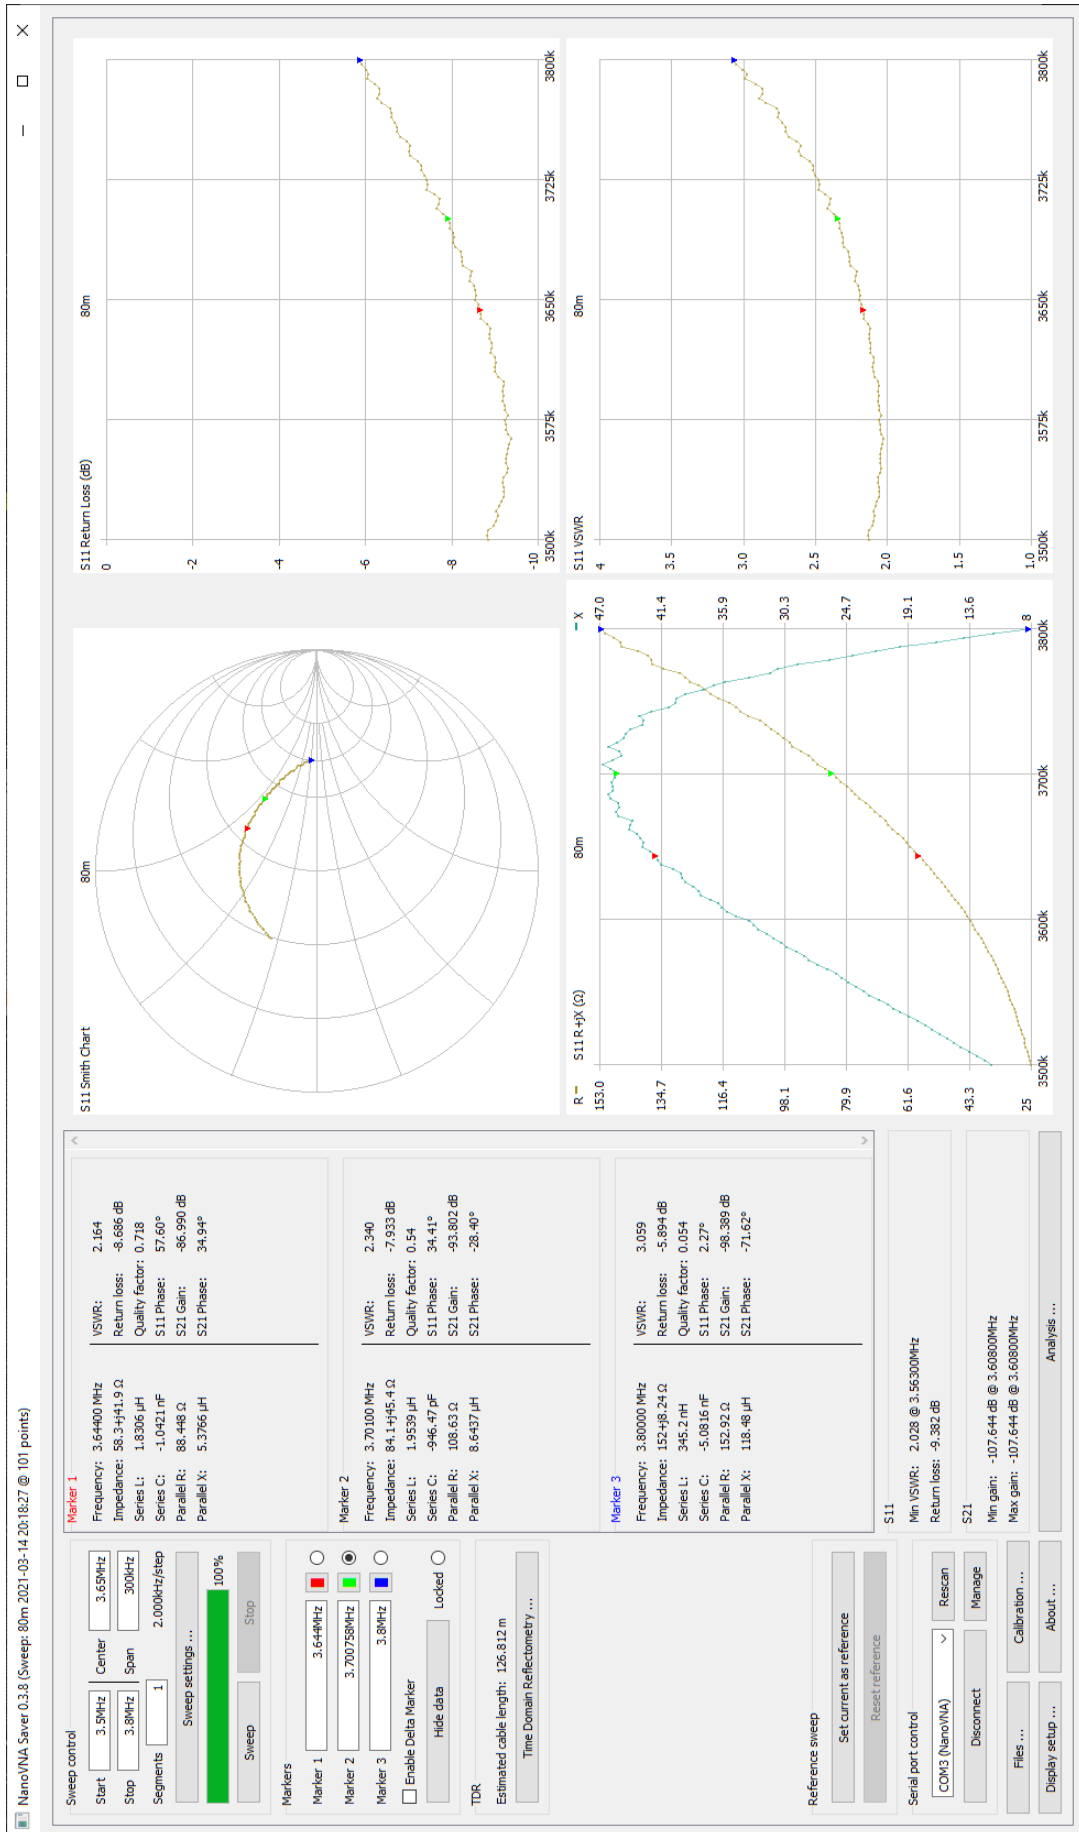 NanoVNA Saver 0.3.8 (Sweep: 80m 2021-03-14 20:18:27 @ 101 points)
Sweep control
Start 3.5MHz Center 3.65MHz
Stop 3.8MHz Span 300kHz
Segments 1 2.000kHz/step
Sweep settings ...
100%
Sweep Stop
Markers
Marker 1 3.644MHz
Marker 2 3.700758MHz
Marker 3 3.8MHz
Enable Delta Marker
Hide data Locked
TDR
Estimated cable length: 126.812 m
Time Domain Reflectometry ...
Reference sweep
Set current as reference
Reset reference
Serial port control
COM3 (NanoVNA) Rescan
Disconnect Manage
Files ... Calibration ...
Display setup ... About ...
Marker 1
Frequency: 3.64400 MHz VSWR: 2.164
Impedance: 58.3+j41.9 Ω Return loss: -8.686 dB
Series L: 1.8306 µH Quality factor: 0.718
Series C: -1.0421 nF S11 Phase: 57.60°
Parallel R: 88.448 Ω S21 Gain: -86.990 dB
Parallel X: 5.3766 µH S21 Phase: 34.94°
Marker 2
Frequency: 3.70100 MHz VSWR: 2.340
Impedance: 84.1+j45.4 Ω Return loss: -7.933 dB
Series L: 1.9539 µH Quality factor: 0.54
Series C: -946.47 pF S11 Phase: 34.41°
Parallel R: 108.63 Ω S21 Gain: -93.802 dB
Parallel X: 8.6437 µH S21 Phase: -28.40°
Marker 3
Frequency: 3.80000 MHz VSWR: 3.059
Impedance: 152+j8.24 Ω Return loss: -5.894 dB
Series L: 345.2 nH Quality factor: 0.054
Series C: -5.0816 nF S11 Phase: 2.27°
Parallel R: 152.92 Ω S21 Gain: -98.389 dB
Parallel X: 118.48 µH S21 Phase: -71.62°
S11
Min VSWR: 2.028 @ 3.56300MHz
Return loss: -9.382 dB
S21
Min gain: -107.644 dB @ 3.60800MHz
Max gain: -107.644 dB @ 3.60800MHz
Analysis ...
S11 Smith Chart 80m
S11 Return Loss (dB) 80m
0
-2
-4
-6
-8
-10
3500k 3575k 3650k 3725k 3800k
R S11 R+jX (Ω) 80m X
153.0 47.0
134.7 41.4
116.4 35.9
98.1 30.3
79.9 24.7
61.6 19.1
43.3 13.6
25 8
3500k 3600k 3700k 3800k
S11 VSWR 80m
4
3.5
3.0
2.5
2.0
1.5
1.0
3500k 3575k 3650k 3725k 3800k